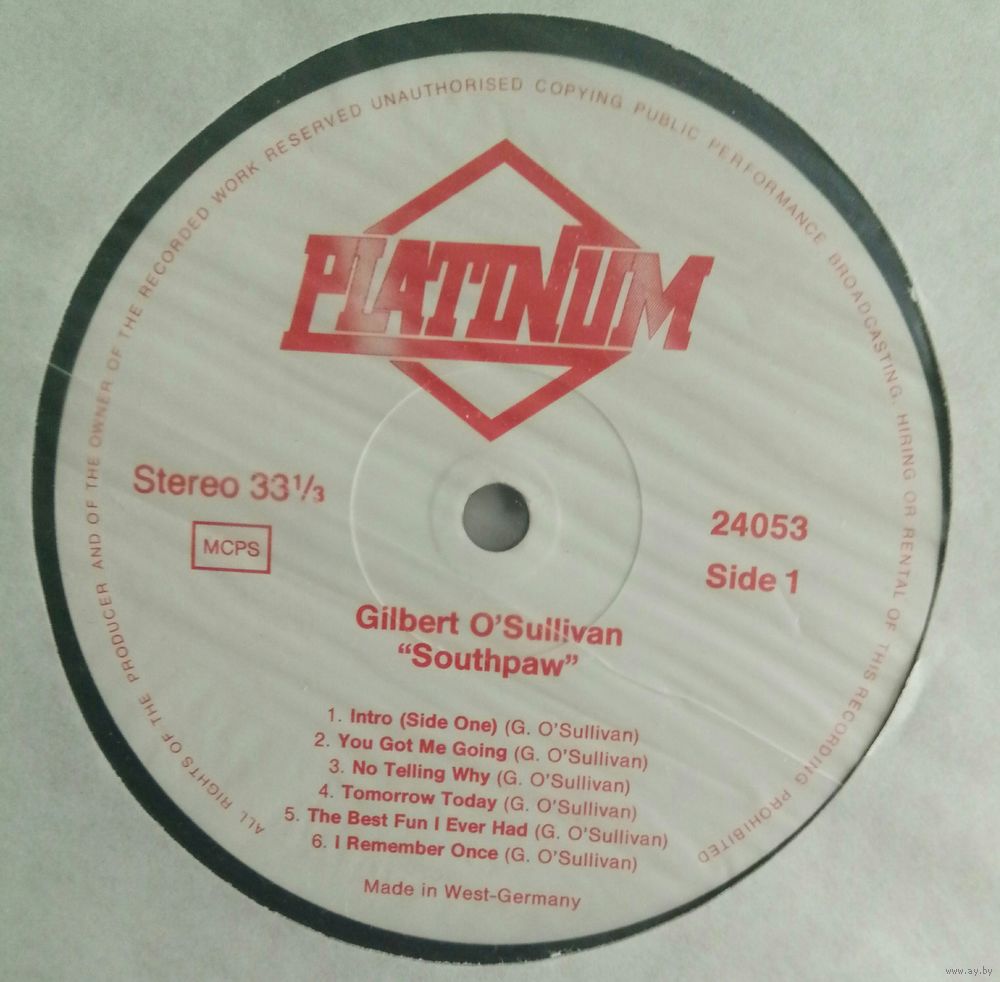 ALL RIGHTS OF THE PRODUCER AND OF THE OWNER OF THE RECORDED WORK RESERVED UNAUTHORISED COPYING PUBLIC PERFORMANCE BROADCASTING, HIRING OR RENTAL OF THIS RECORDING PROHIBITED
PLATINUM
Stereo 33⅓
MCPS
24053
Side 1
Gilbert O'Sullivan
“Southpaw”
1. Intro (Side One) (G. O'Sullivan)
2. You Got Me Going (G. O'Sullivan)
3. No Telling Why (G. O'Sullivan)
4. Tomorrow Today (G. O'Sullivan)
5. The Best Fun I Ever Had (G. O'Sullivan)
6. I Remember Once (G. O'Sullivan)
Made in West-Germany
www.ay.by